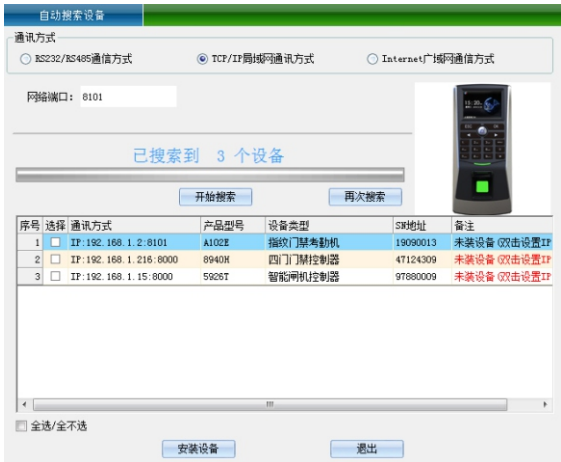 自动搜索设备
通讯方式
RS232/RS485通信方式 TCP/IP局域网通讯方式 Internet广域网通信方式
网络端口: 8101
已搜索到 3 个设备
开始搜索 再次搜索
序号 选择 通讯方式 产品型号 设备类型 SN地址 备注
1 IP:192.168.1.2:8101 A102E 指纹门禁考勤机 19090013 未装设备(双击设置IP
2 IP:192.168.1.216:8000 8940H 四门门禁控制器 47124309 未装设备(双击设置IP
3 IP:192.168.1.15:8000 5926T 智能闸机控制器 97880009 未装设备(双击设置IP
全选/全不选
安装设备 退出